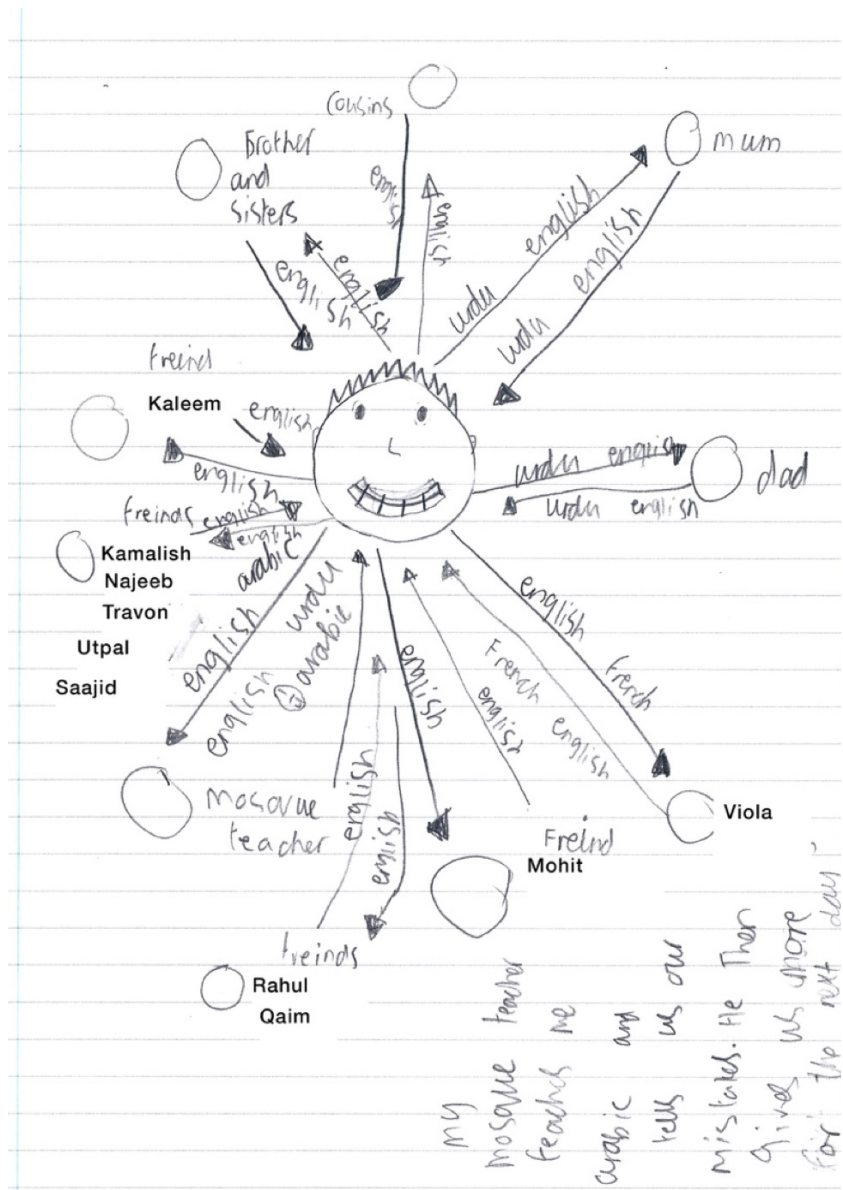 Cousins
english
english
Brother
and
sisters
english
english
mum
urdu english
urdu english
freind
Kaleem
english
english
urdu english
urdu english
dad
freinds
english
english
Kamalish
Najeeb
Travon
Utpal
Saajid
english arabic
english urdu
arabic
mosque
teacher
english
english
freinds
Rahul
Qaim
english
english
Freind
Mohit
english french
French english
Viola
my
mosque teacher
teaches me
arabic and
tells us our
mistakes. He Then
gives us more
for the next day